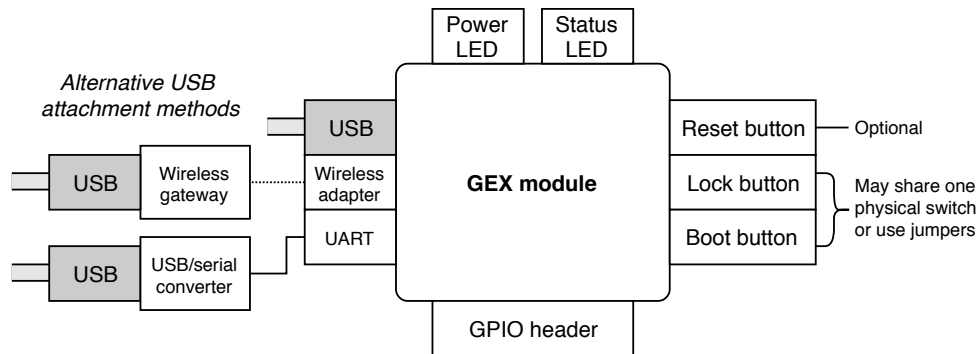 Power
LED
Status
LED
Alternative USB
attachment methods
USB
Reset button
Optional
USB
Wireless
gateway
Wireless
adapter
GEX module
Lock button
May share one
physical switch
or use jumpers
UART
Boot button
USB
USB/serial
converter
GPIO header